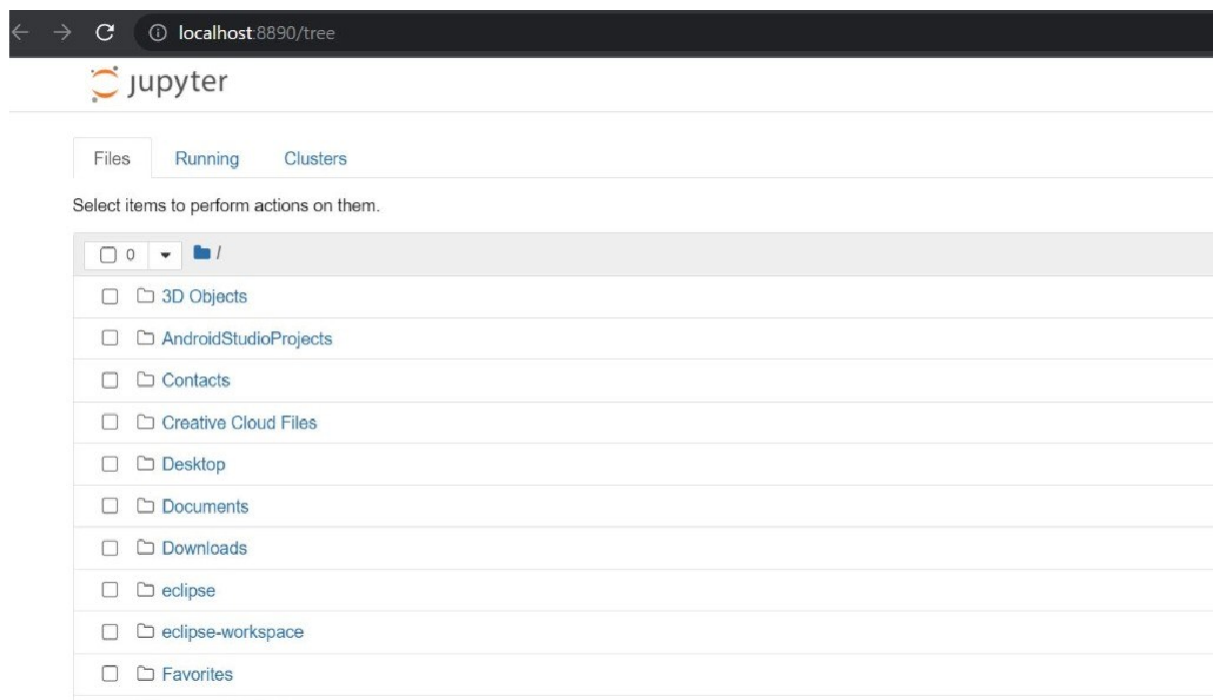 localhost:8890/tree
jupyter
Files Running Clusters
Select items to perform actions on them.
0 /
3D Objects
AndroidStudioProjects
Contacts
Creative Cloud Files
Desktop
Documents
Downloads
eclipse
eclipse-workspace
Favorites